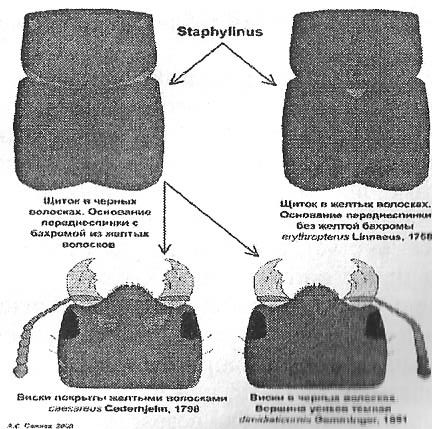 Staphylinus
Щиток в черных
волосках. Основание
переднеспинки с
бахромой из желтых
волосков
Щиток в желтых волосках.
Основание переднеспинки
без желтой бахромы
erythropterus Linnaeus, 1758
Виски покрыты желтыми волосками
caesareus Cederhjelm, 1798
Виски в черных волосках.
Вершина усиков темная
dimidiaticornis Gemminger, 1851
А.С.